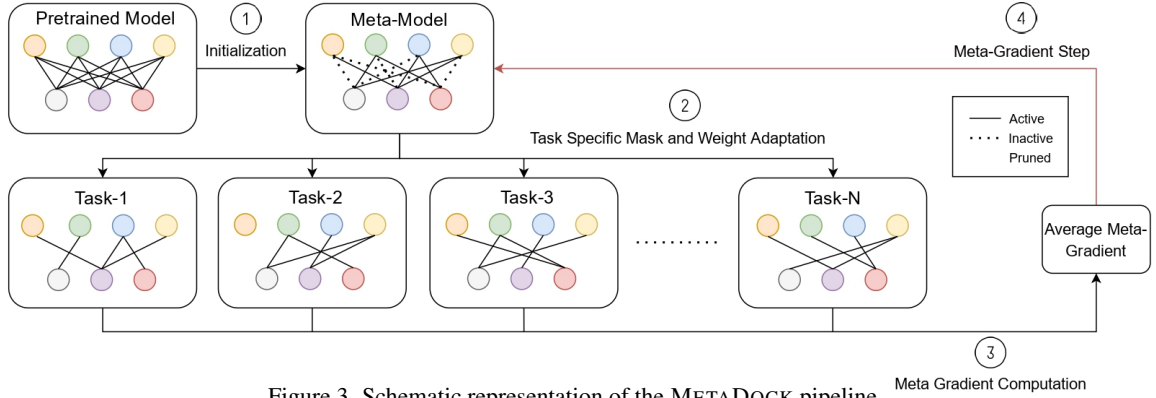 Pretrained Model
1
Initialization
Meta-Model
4
Meta-Gradient Step
2
Task Specific Mask and Weight Adaptation
Active
Inactive
Pruned
Task-1
Task-2
Task-3
Task-N
Average Meta-
Gradient
3
Meta Gradient Computation
Figure 3. Schematic representation of the METADOCK pipeline